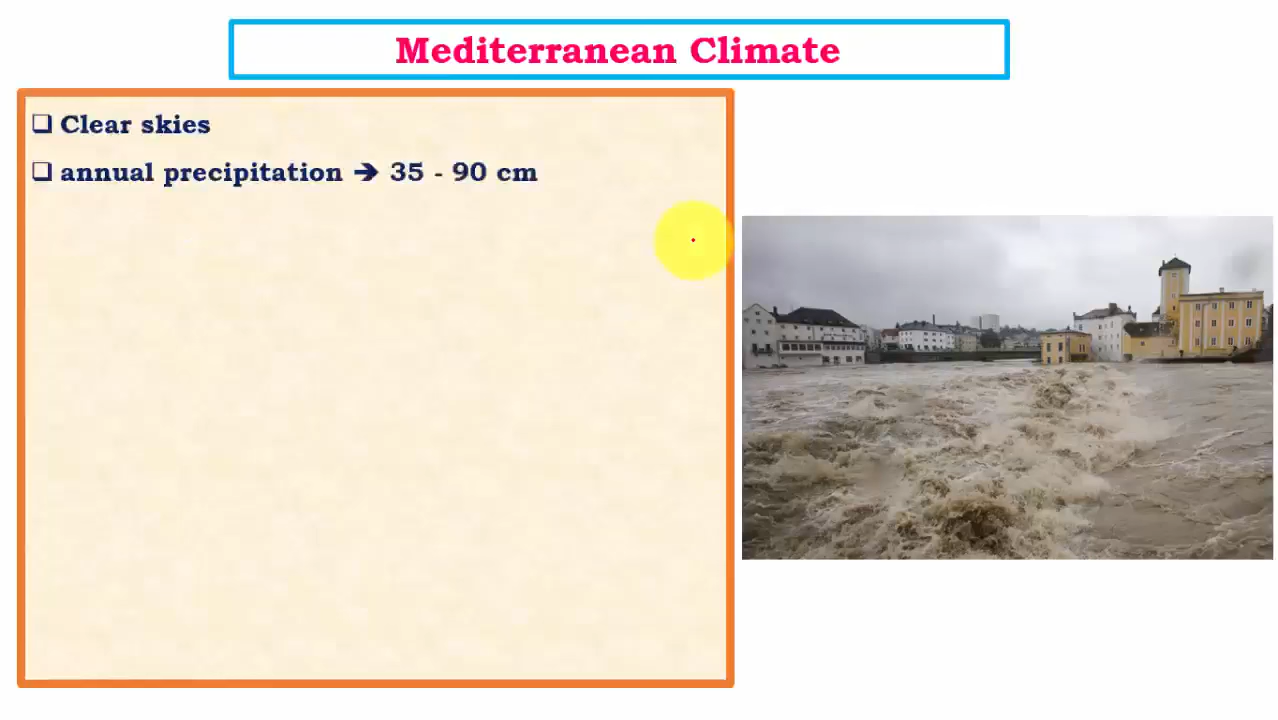 Mediterranean Climate
❑ Clear skies
❑ annual precipitation ➔ 35 - 90 cm